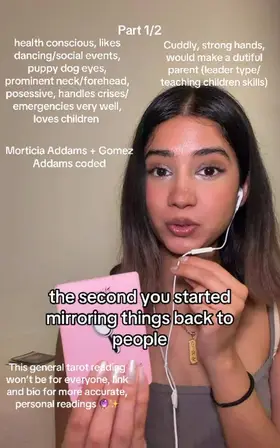 Part 1/2
health conscious, likes
dancing/social events,
puppy dog eyes,
prominent neck/forehead,
posessive, handles crises/
emergencies very well,
loves children
Morticia Addams + Gomez
Addams coded
Cuddly, strong hands,
would make a dutiful
parent (leader type/
teaching children skills)
the second you started
mirroring things back to
people
This general tarot reading
won't be for everyone, link
and bio for more accurate,
personal readings 🔮✨